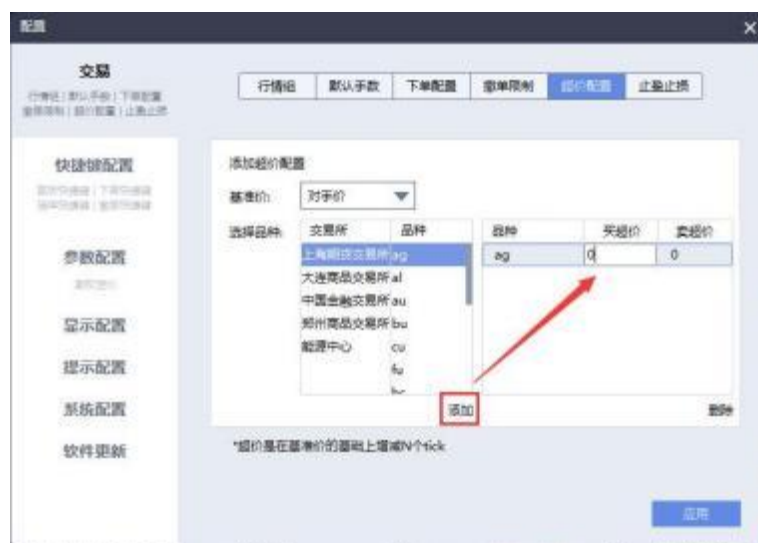 配置
交易
行情组 | 默认手数 | 下单配置
撤单限制 | 超价配置 | 止盈止损
快捷键配置
参数配置
显示配置
提示配置
系统配置
软件更新
行情组 默认手数 下单配置 撤单限制 超价配置 止盈止损
添加超价配置
基准价: 对手价
选择品种: 交易所 品种 品种 买超价 卖超价
上海期货交易所 ag ag 0 0
大连商品交易所 al
中国金融交易所 au
郑州商品交易所 bu
能源中心 cu
fu
添加 删除
*超价是在基准价的基础上增减N个tick
应用